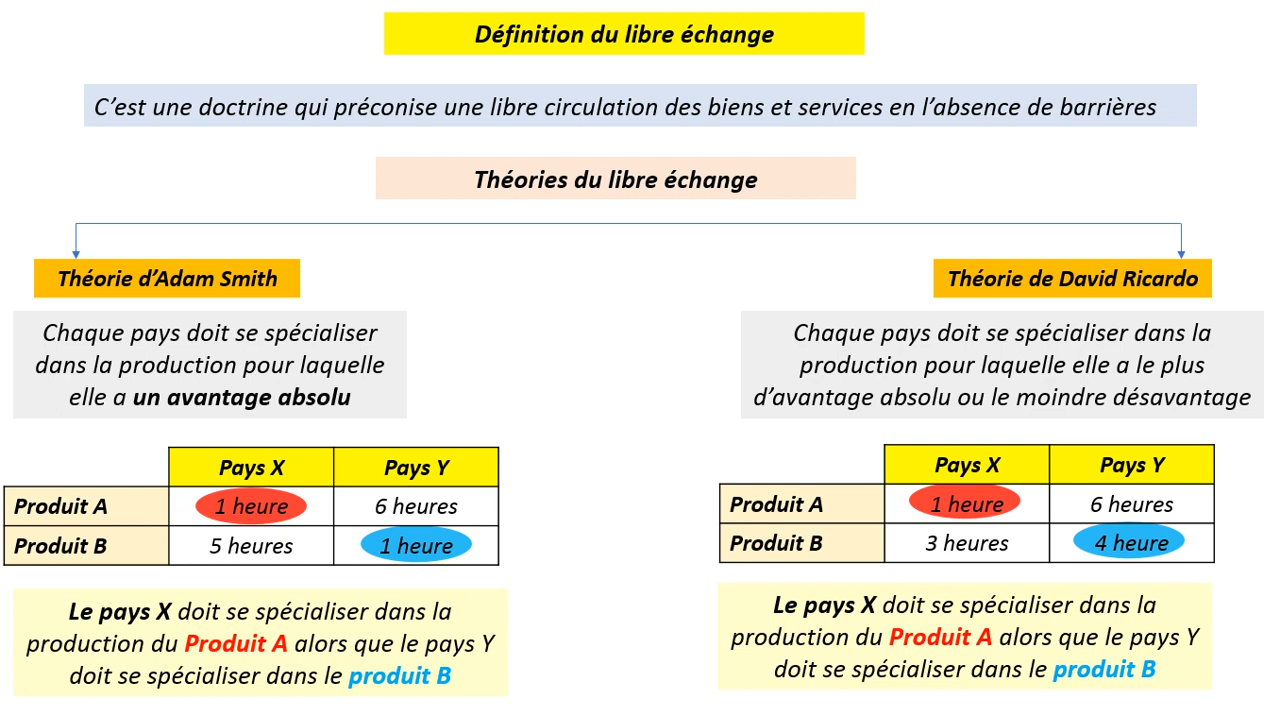 Définition du libre échange
C’est une doctrine qui préconise une libre circulation des biens et services en l’absence de barrières
Théories du libre échange
Théorie d’Adam Smith
Chaque pays doit se spécialiser
dans la production pour laquelle
elle a un avantage absolu
Pays X Pays Y
Produit A 1 heure 6 heures
Produit B 5 heures 1 heure
Le pays X doit se spécialiser dans la
production du Produit A alors que le pays Y
doit se spécialiser dans le produit B
Théorie de David Ricardo
Chaque pays doit se spécialiser dans la
production pour laquelle elle a le plus
d’avantage absolu ou le moindre désavantage
Pays X Pays Y
Produit A 1 heure 6 heures
Produit B 3 heures 4 heure
Le pays X doit se spécialiser dans la
production du Produit A alors que le pays Y
doit se spécialiser dans le produit B